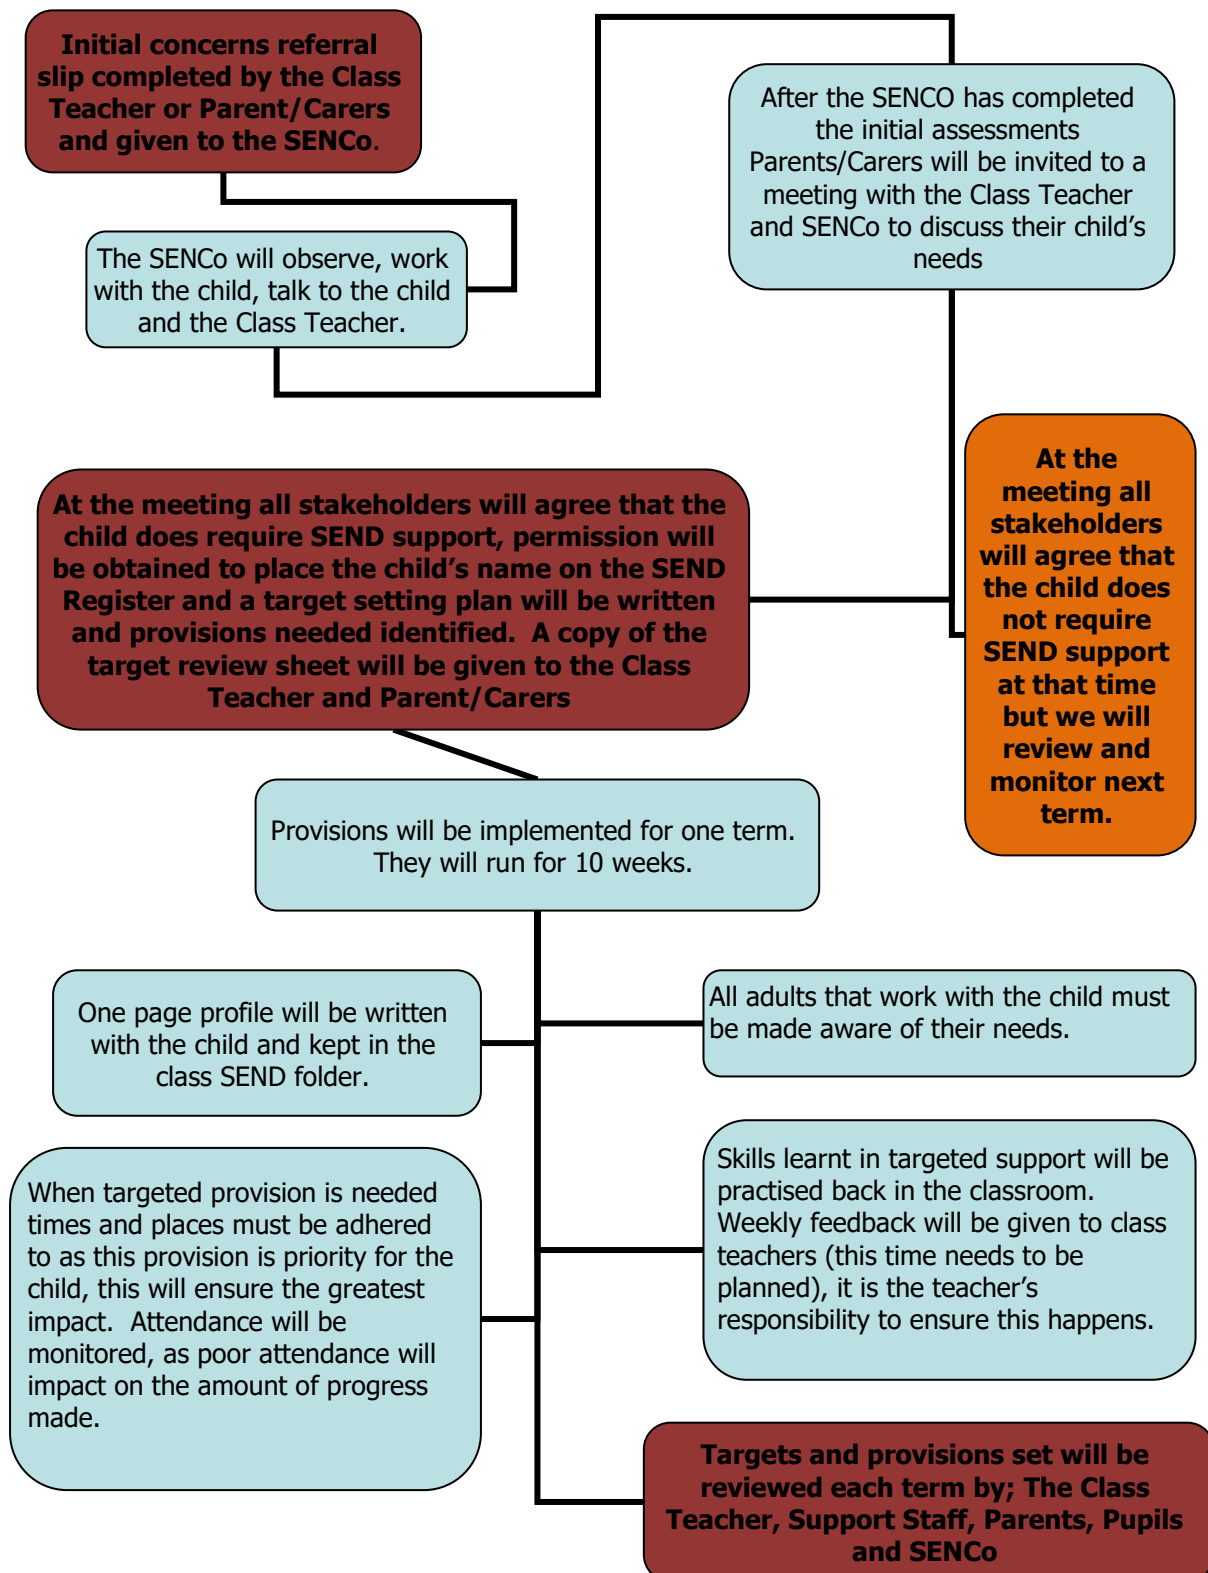 Initial concerns referral
slip completed by the Class
Teacher or Parent/Carers
and given to the SENCo.
The SENCo will observe, work
with the child, talk to the child
and the Class Teacher.
After the SENCO has completed
the initial assessments
Parents/Carers will be invited to a
meeting with the Class Teacher
and SENCo to discuss their child’s
needs
At the meeting all stakeholders will agree that the
child does require SEND support, permission will
be obtained to place the child’s name on the SEND
Register and a target setting plan will be written
and provisions needed identified.  A copy of the
target review sheet will be given to the Class
Teacher and Parent/Carers
At the
meeting all
stakeholders
will agree that
the child does
not require
SEND support
at that time
but we will
review and
monitor next
term.
Provisions will be implemented for one term.
They will run for 10 weeks.
One page profile will be written
with the child and kept in the
class SEND folder.
All adults that work with the child must
be made aware of their needs.
When targeted provision is needed
times and places must be adhered
to as this provision is priority for the
child, this will ensure the greatest
impact.  Attendance will be
monitored, as poor attendance will
impact on the amount of progress
made.
Skills learnt in targeted support will be
practised back in the classroom.
Weekly feedback will be given to class
teachers (this time needs to be
planned), it is the teacher’s
responsibility to ensure this happens.
Targets and provisions set will be
reviewed each term by; The Class
Teacher, Support Staff, Parents, Pupils
and SENCo